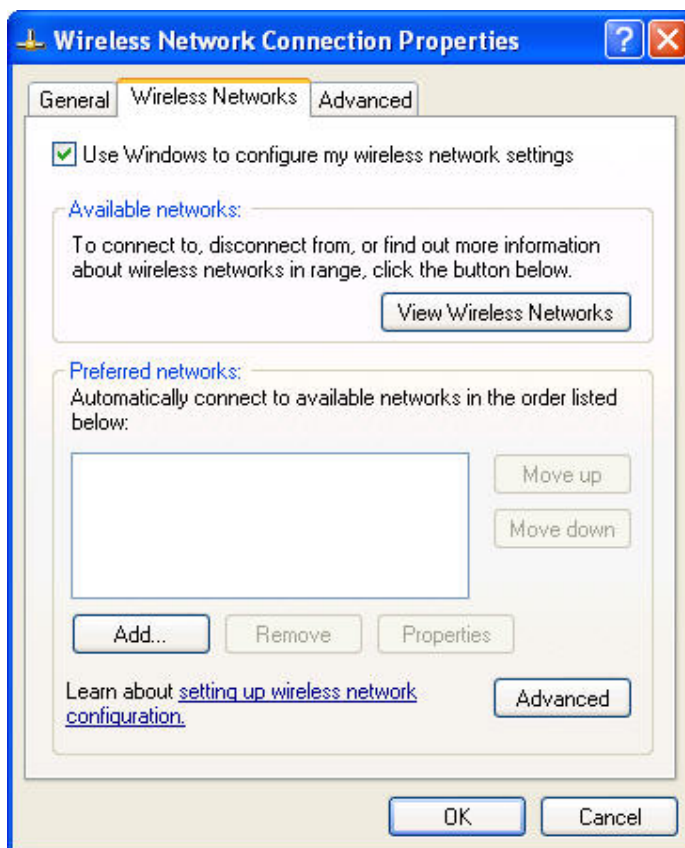 Wireless Network Connection Properties
General
Wireless Networks
Advanced
Use Windows to configure my wireless network settings
Available networks:
To connect to, disconnect from, or find out more information
about wireless networks in range, click the button below.
View Wireless Networks
Preferred networks:
Automatically connect to available networks in the order listed
below:
Move up
Move down
Add...
Remove
Properties
Learn about setting up wireless network
configuration.
Advanced
OK
Cancel